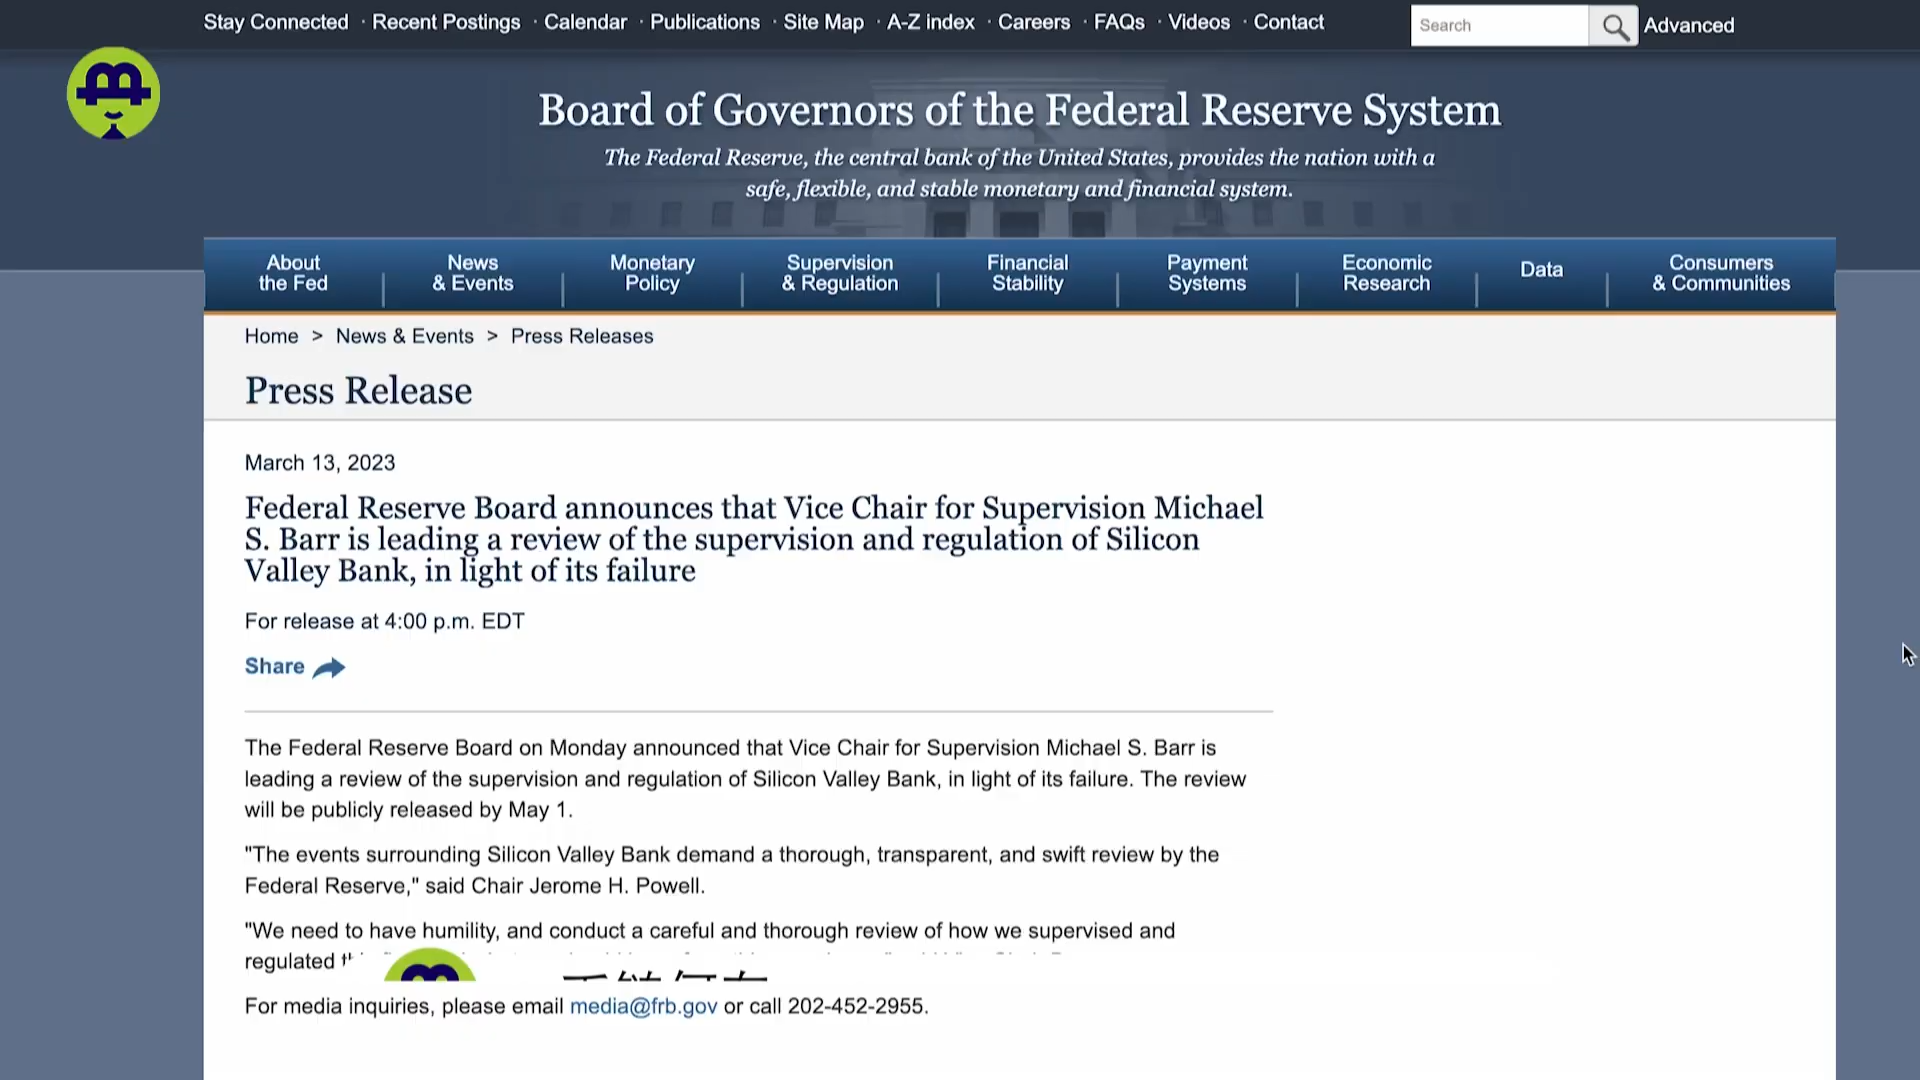 Stay Connected · Recent Postings · Calendar · Publications · Site Map · A-Z index · Careers · FAQs · Videos · Contact
Search
Advanced
Board of Governors of the Federal Reserve System
The Federal Reserve, the central bank of the United States, provides the nation with a
safe, flexible, and stable monetary and financial system.
About
the Fed
News
& Events
Monetary
Policy
Supervision
& Regulation
Financial
Stability
Payment
Systems
Economic
Research
Data
Consumers
& Communities
Home > News & Events > Press Releases
Press Release
March 13, 2023
Federal Reserve Board announces that Vice Chair for Supervision Michael
S. Barr is leading a review of the supervision and regulation of Silicon
Valley Bank, in light of its failure
For release at 4:00 p.m. EDT
Share
The Federal Reserve Board on Monday announced that Vice Chair for Supervision Michael S. Barr is
leading a review of the supervision and regulation of Silicon Valley Bank, in light of its failure. The review
will be publicly released by May 1.
"The events surrounding Silicon Valley Bank demand a thorough, transparent, and swift review by the
Federal Reserve," said Chair Jerome H. Powell.
"We need to have humility, and conduct a careful and thorough review of how we supervised and
regulated
For media inquiries, please email media@frb.gov or call 202-452-2955.